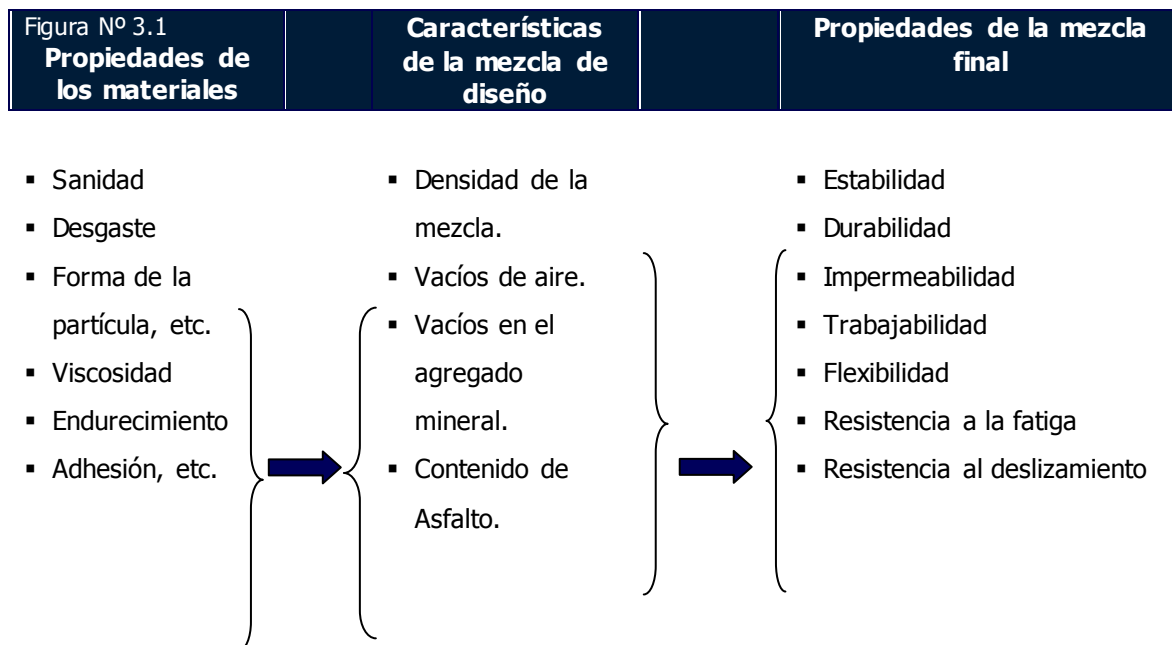 Figura Nº 3.1
Propiedades de
los materiales
Características
de la mezcla de
diseño
Propiedades de la mezcla
final
▪ Sanidad
▪ Desgaste
▪ Forma de la
partícula, etc.
▪ Viscosidad
▪ Endurecimiento
▪ Adhesión, etc.
▪ Densidad de la
mezcla.
▪ Vacíos de aire.
▪ Vacíos en el
agregado
mineral.
▪ Contenido de
Asfalto.
▪ Estabilidad
▪ Durabilidad
▪ Impermeabilidad
▪ Trabajabilidad
▪ Flexibilidad
▪ Resistencia a la fatiga
▪ Resistencia al deslizamiento